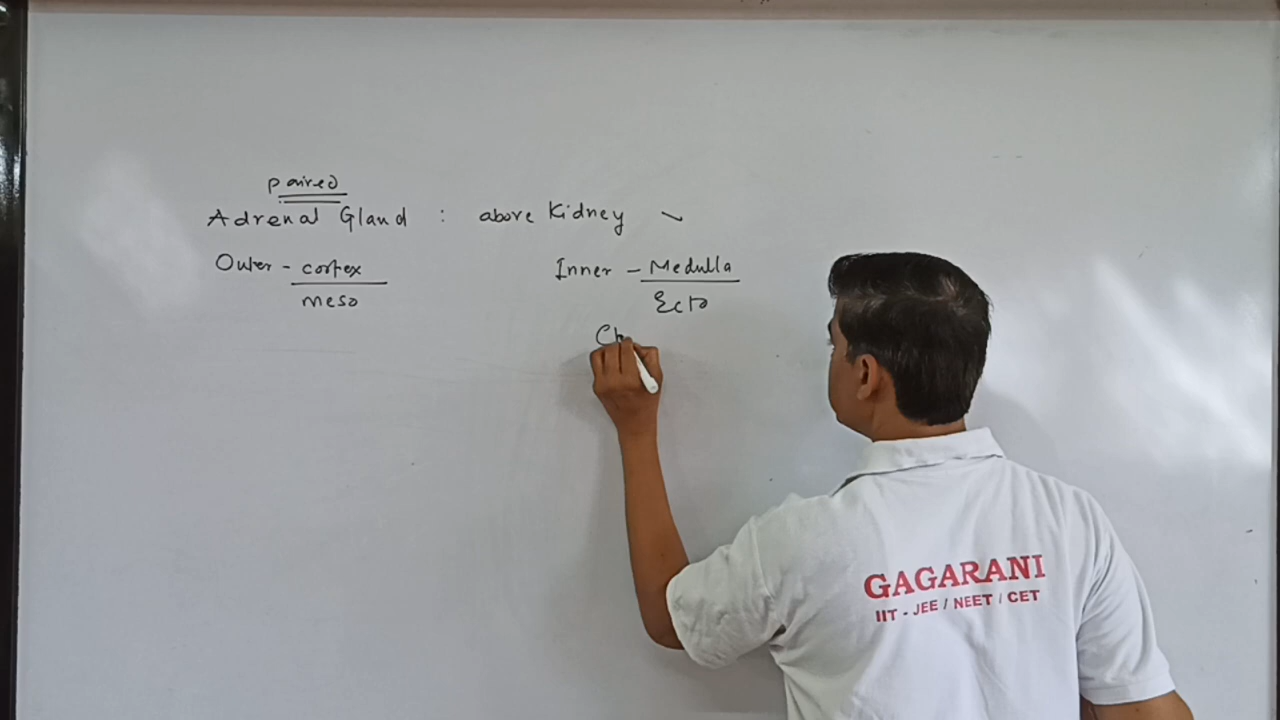 Paired
Adrenal Gland : above Kidney
Outer - cortex
meso
Inner - Medulla
Ecto
GAGARANI
IIT - JEE / NEET / CET